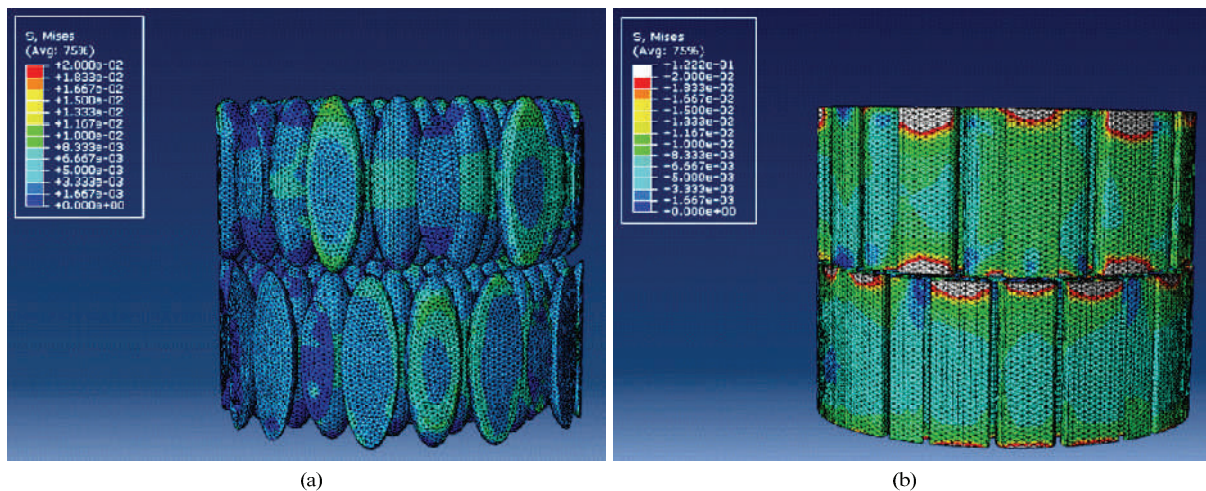 S, Mises
(Avg: 75%)
+2.000e-02
+1.833e-02
+1.667e-02
+1.500e-02
+1.333e-02
+1.167e-02
+1.000e-02
+8.333e-03
+6.667e-03
+5.000e-03
+3.333e-03
+1.667e-03
+0.000e+00
S, Mises
(Avg: 75%)
+1.222e-01
+2.000e-02
+1.833e-02
+1.667e-02
+1.500e-02
+1.333e-02
+1.167e-02
+1.000e-02
+8.333e-03
+6.667e-03
+5.000e-03
+3.333e-03
+1.667e-03
+0.000e+00
(a)
(b)